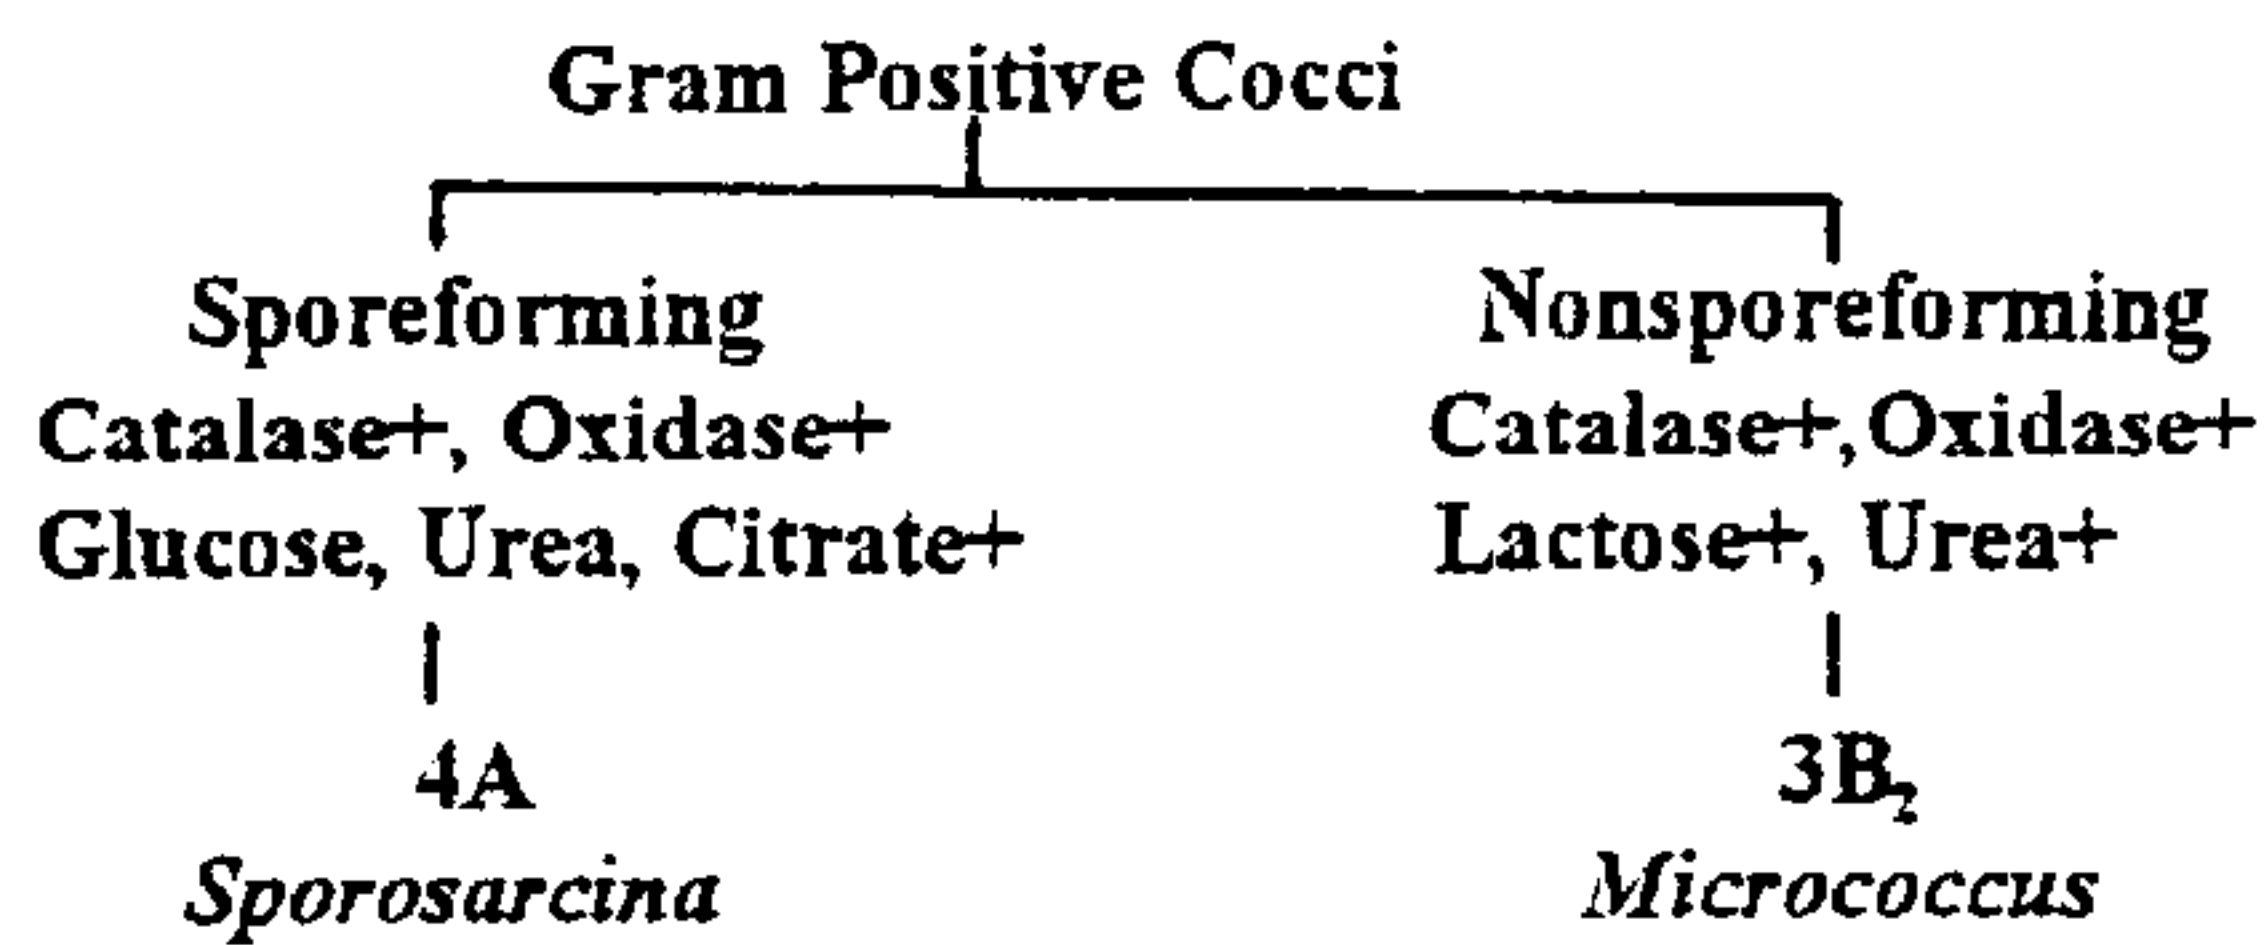 Gram Positive Cocci
Sporeforming
Catalase+, Oxidase+
Glucose, Urea, Citrate+
4A
Sporosarcina
Nonsporeforming
Catalase+,Oxidase+
Lactose+, Urea+
3B₂
Micrococcus